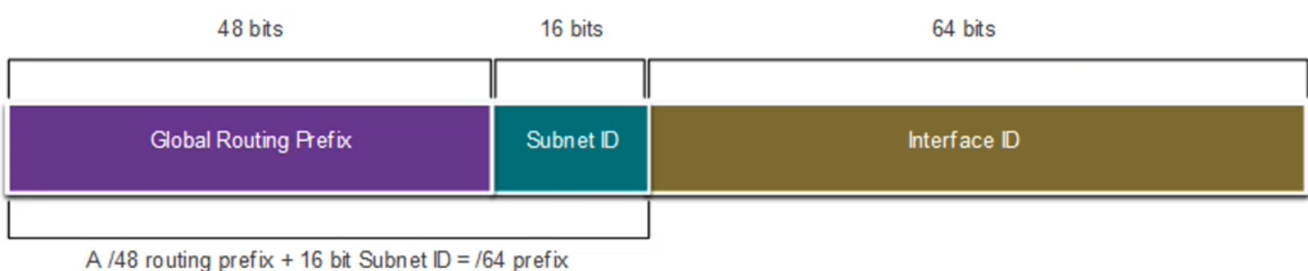 48 bits
16 bits
64 bits
Global Routing Prefix
Subnet ID
Interface ID
A /48 routing prefix + 16 bit Subnet ID = /64 prefix